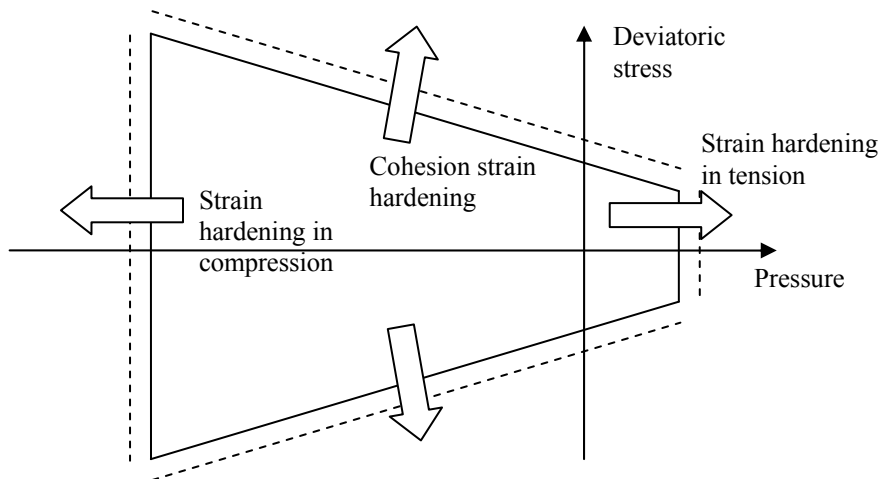 Deviatoric
stress
Strain hardening
in tension
Cohesion strain
hardening
Strain
hardening in
compression
Pressure